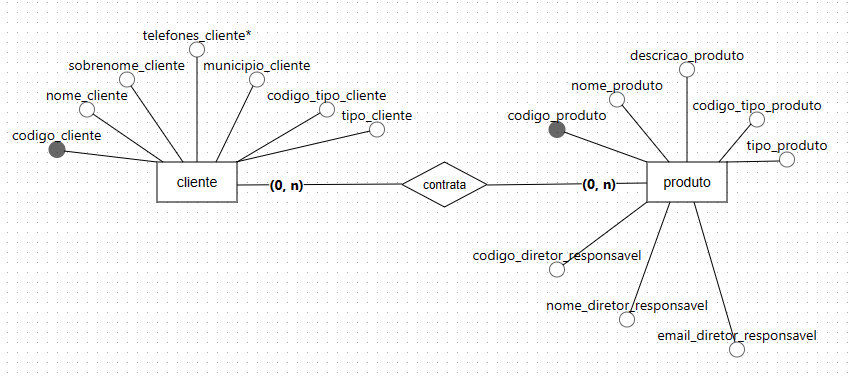 telefones_cliente*
sobrenome_cliente
municipio_cliente
nome_cliente
codigo_tipo_cliente
codigo_cliente
tipo_cliente
cliente
(0, n)
contrata
(0, n)
produto
descricao_produto
nome_produto
codigo_tipo_produto
codigo_produto
tipo_produto
codigo_diretor_responsavel
nome_diretor_responsavel
email_diretor_responsavel